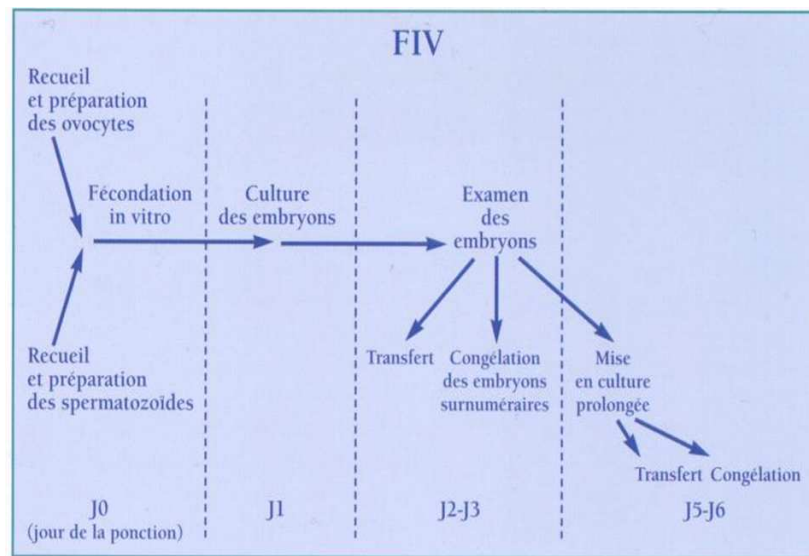 FIV
Recueil
et préparation
des ovocytes
Fécondation
in vitro
Culture
des embryons
Examen
des
embryons
Recueil
et préparation
des spermatozoïdes
Transfert
Congélation
des embryons
surnuméraires
Mise
en culture
prolongée
Transfert Congélation
J0
(jour de la ponction)
J1
J2-J3
J5-J6